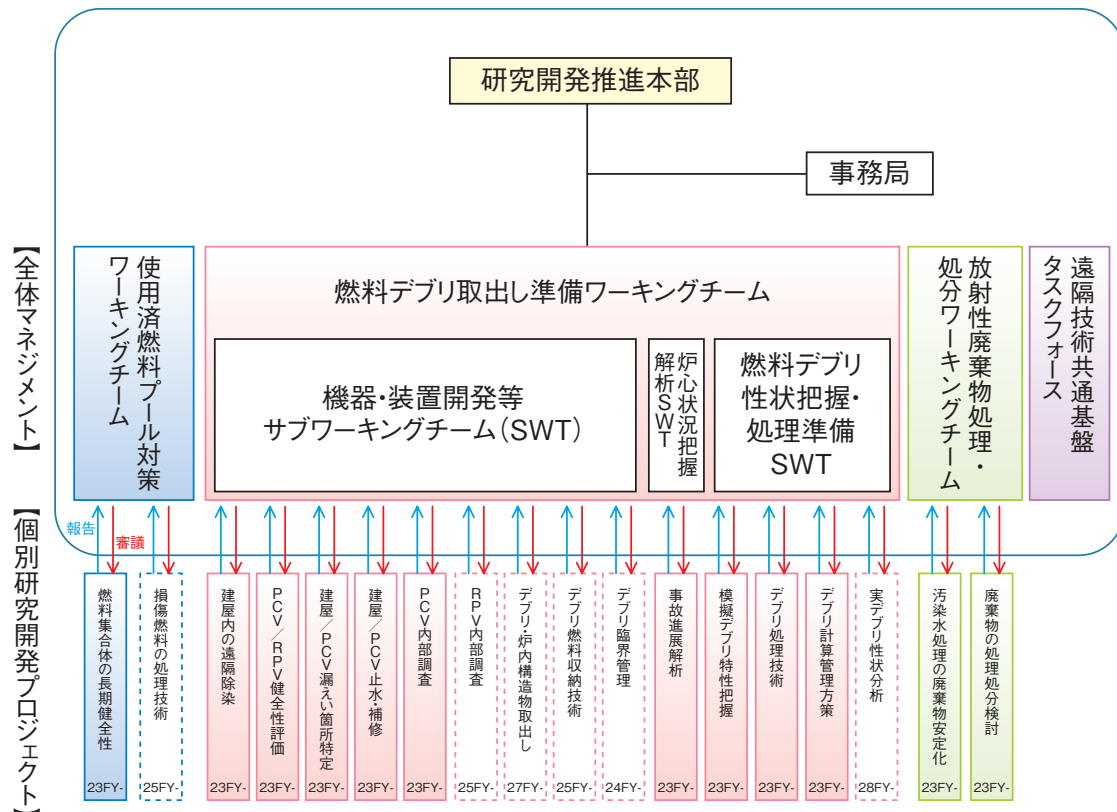 研究開発推進本部
事務局
【全体マネジメント】
使用済燃料プール対策
ワーキングチーム
燃料デブリ取出し準備ワーキングチーム
機器・装置開発等
サブワーキングチーム(SWT)
炉心状況把握
解析SWT
燃料デブリ
性状把握・
処理準備
SWT
放射性廃棄物処理・
処分ワーキングチーム
遠隔技術共通基盤
タスクフォース
報告
審議
【個別研究開発プロジェクト】
燃料集合体の長期健全性
23FY-
損傷燃料の処理技術
25FY-
建屋内の遠隔除染
23FY-
PCV/RPV健全性評価
23FY-
建屋/PCV漏えい箇所特定
23FY-
建屋/PCV止水・補修
23FY-
PCV内部調査
23FY-
RPV内部調査
25FY-
デブリ・炉内構造物取出し
27FY-
デブリ燃料収納技術
25FY-
デブリ臨界管理
24FY-
事故進展解析
23FY-
模擬デブリ特性把握
23FY-
デブリ処理技術
23FY-
デブリ計算管理方策
23FY-
実デブリ性状分析
28FY-
汚染水処理の廃棄物安定化
23FY-
廃棄物の処理処分検討
23FY-